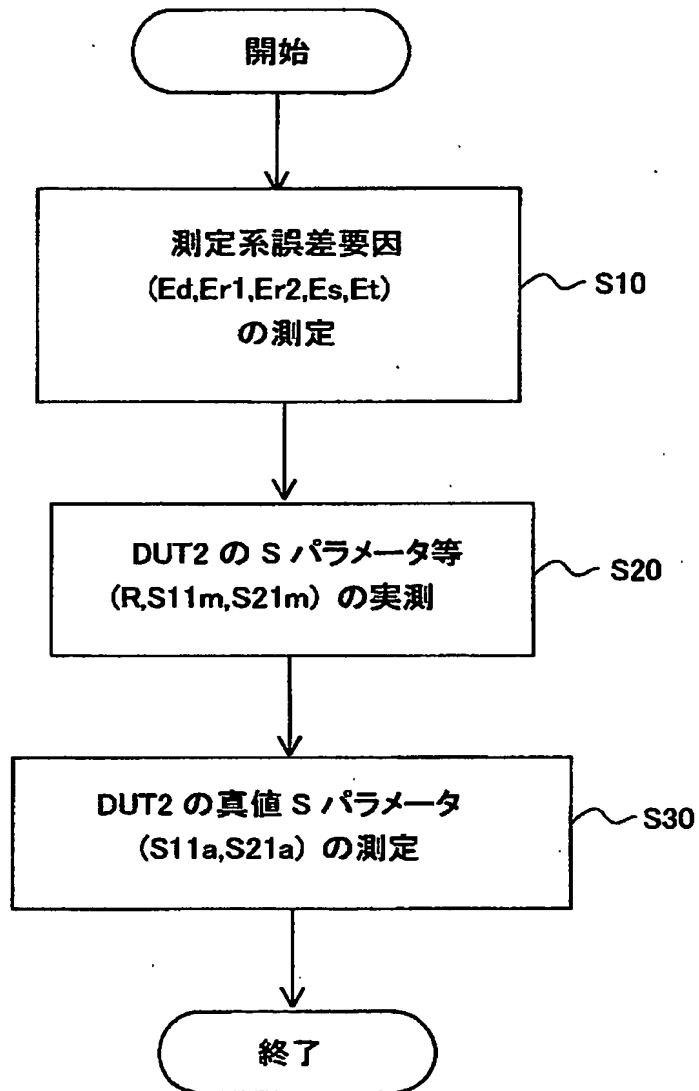 開始
測定系誤差要因
(Ed,Er1,Er2,Es,Et)
の測定
S10
DUT2 の S パラメータ等
(R,S11m,S21m) の実測
S20
DUT2 の真値 S パラメータ
(S11a,S21a) の測定
S30
終了